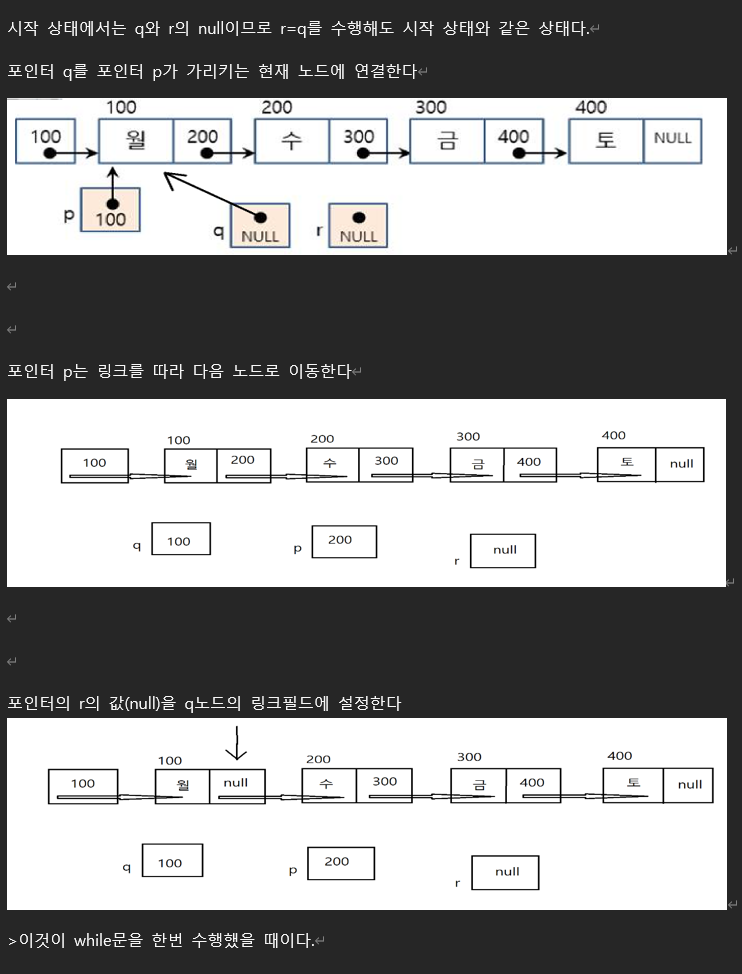 시작 상태에서는 q와 r의 null이므로 r=q를 수행해도 시작 상태와 같은 상태다.
포인터 q를 포인터 p가 가리키는 현재 노드에 연결한다
100 200 300 400
100 월 200 수 300 금 400 토 NULL
p 100 q NULL r NULL
포인터 p는 링크를 따라 다음 노드로 이동한다
100 200 300 400
100 월 200 수 300 금 400 토 null
q 100 p 200 r null
포인터의 r의 값(null)을 q노드의 링크필드에 설정한다
100 200 300 400
100 월 null 수 300 금 400 토 null
q 100 p 200 r null
>이것이 while문을 한번 수행했을 때이다.